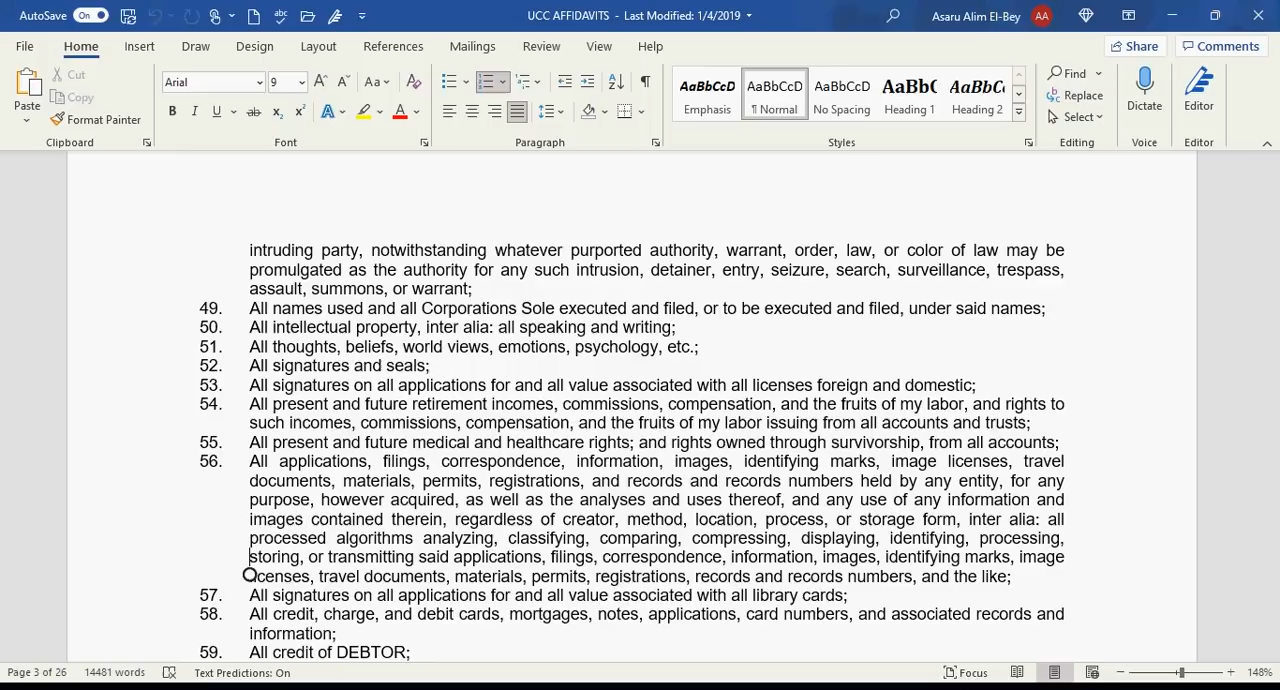 AutoSave On UCC AFFIDAVITS - Last Modified: 1/4/2019 Asaru Alim El-Bey AA
File Home Insert Draw Design Layout References Mailings Review View Help Share Comments
Paste Cut Copy Format Painter
Arial 9
AaBbCcD AaBbCcD AaBbCcD AaBb( AaBbC
Emphasis ¶ Normal No Spacing Heading 1 Heading 2
Find Replace Select
Dictate Editor
Clipboard Font Paragraph Styles Editing Voice Editor
intruding party, notwithstanding whatever purported authority, warrant, order, law, or color of law may be
promulgated as the authority for any such intrusion, detainer, entry, seizure, search, surveillance, trespass,
assault, summons, or warrant;
49. All names used and all Corporations Sole executed and filed, or to be executed and filed, under said names;
50. All intellectual property, inter alia: all speaking and writing;
51. All thoughts, beliefs, world views, emotions, psychology, etc.;
52. All signatures and seals;
53. All signatures on all applications for and all value associated with all licenses foreign and domestic;
54. All present and future retirement incomes, commissions, compensation, and the fruits of my labor, and rights to
such incomes, commissions, compensation, and the fruits of my labor issuing from all accounts and trusts;
55. All present and future medical and healthcare rights; and rights owned through survivorship, from all accounts;
56. All applications, filings, correspondence, information, images, identifying marks, image licenses, travel
documents, materials, permits, registrations, and records and records numbers held by any entity, for any
purpose, however acquired, as well as the analyses and uses thereof, and any use of any information and
images contained therein, regardless of creator, method, location, process, or storage form, inter alia: all
processed algorithms analyzing, classifying, comparing, compressing, displaying, identifying, processing,
storing, or transmitting said applications, filings, correspondence, information, images, identifying marks, image
licenses, travel documents, materials, permits, registrations, records and records numbers, and the like;
57. All signatures on all applications for and all value associated with all library cards;
58. All credit, charge, and debit cards, mortgages, notes, applications, card numbers, and associated records and
information;
59. All credit of DEBTOR;
Page 3 of 26 14481 words Text Predictions: On Focus 148%